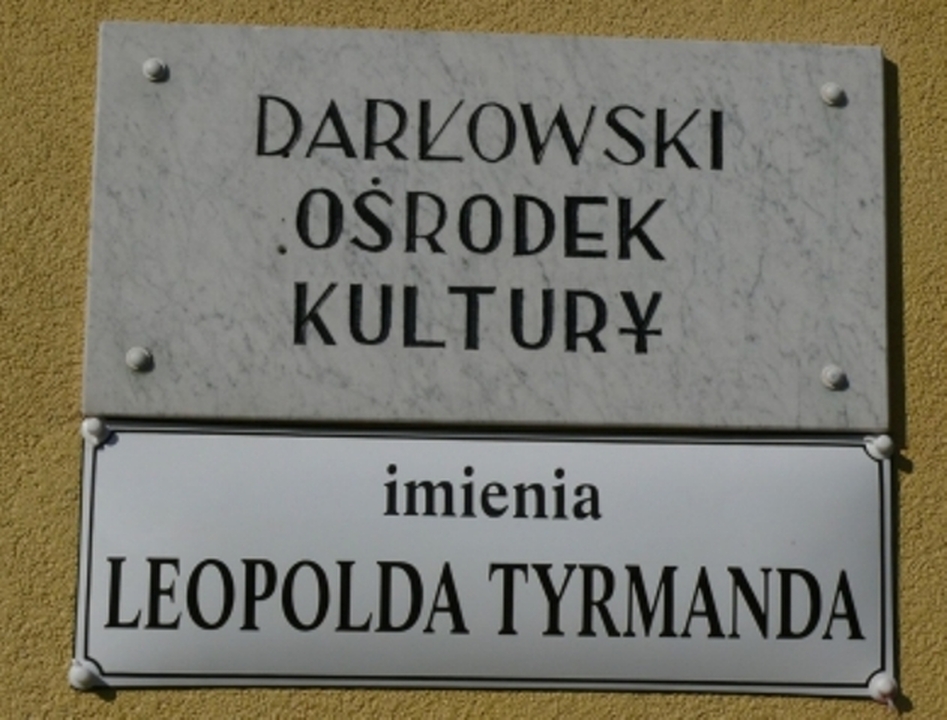 DARŁOWSKI
OŚRODEK
KULTURY
imienia
LEOPOLDA TYRMANDA